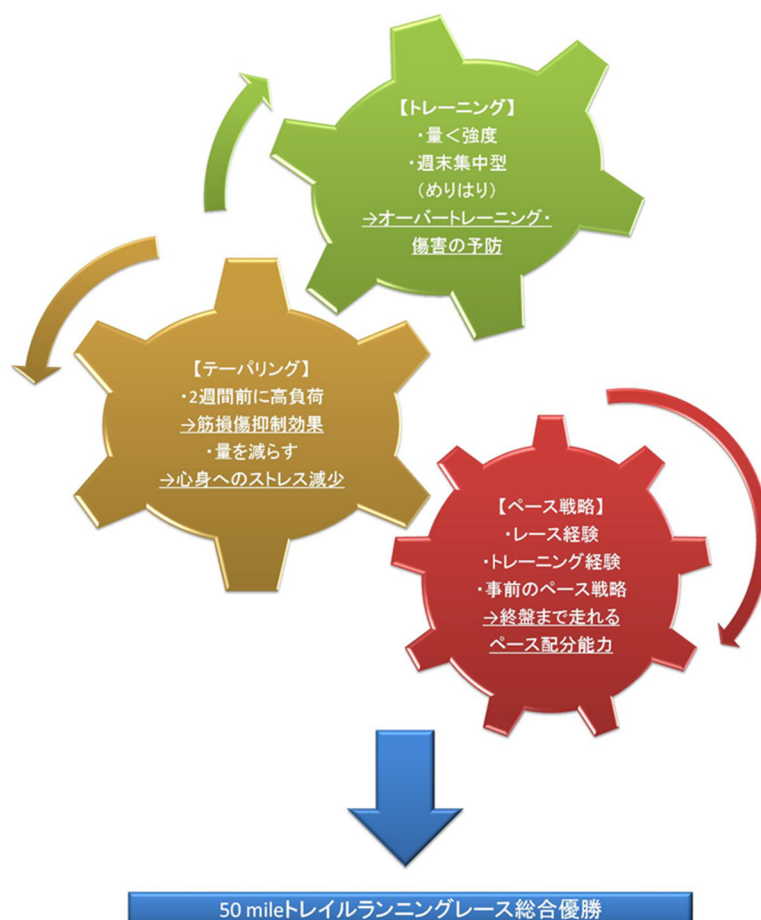 【トレーニング】
・量<強度
・週末集中型
(めりはり)
→オーバートレーニング・
傷害の予防
【テーパリング】
・2週間前に高負荷
→筋損傷抑制効果
・量を減らす
→心身へのストレス減少
【ペース戦略】
・レース経験
・トレーニング経験
・事前のペース戦略
→終盤まで走れる
ペース配分能力
50 mileトレイルランニングレース総合優勝